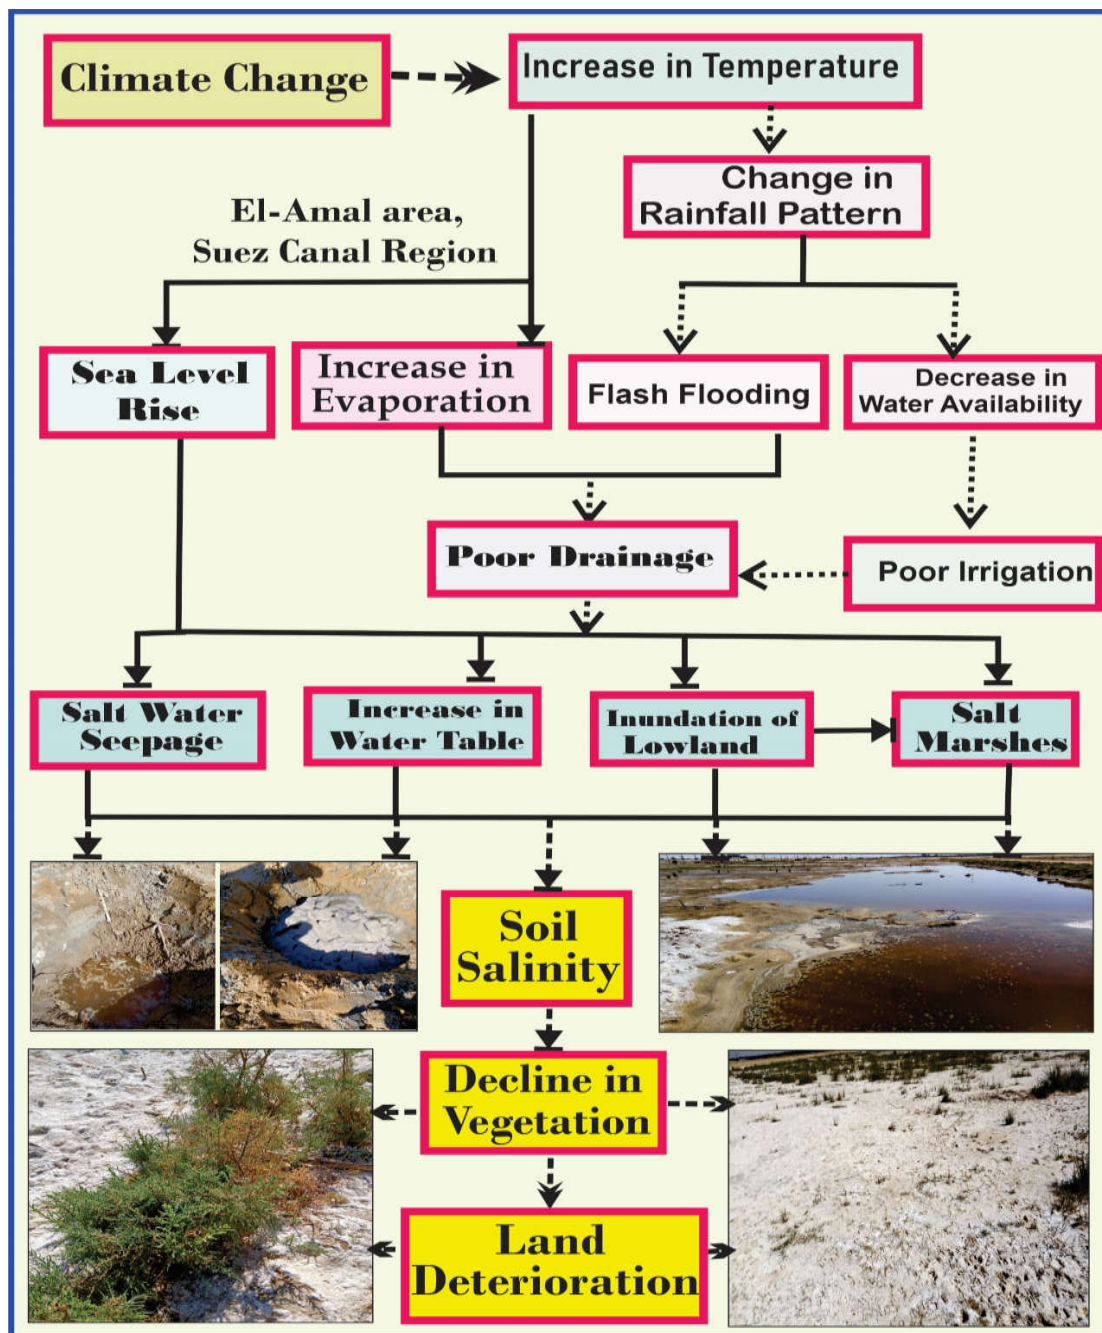 Climate Change
Increase in Temperature
Change in
Rainfall Pattern
El-Amal area,
Suez Canal Region
Sea Level
Rise
Increase in
Evaporation
Flash Flooding
Decrease in
Water Availability
Poor Drainage
Poor Irrigation
Salt Water
Seepage
Increase in
Water Table
Inundation of
Lowland
Salt
Marshes
Soil
Salinity
Decline in
Vegetation
Land
Deterioration